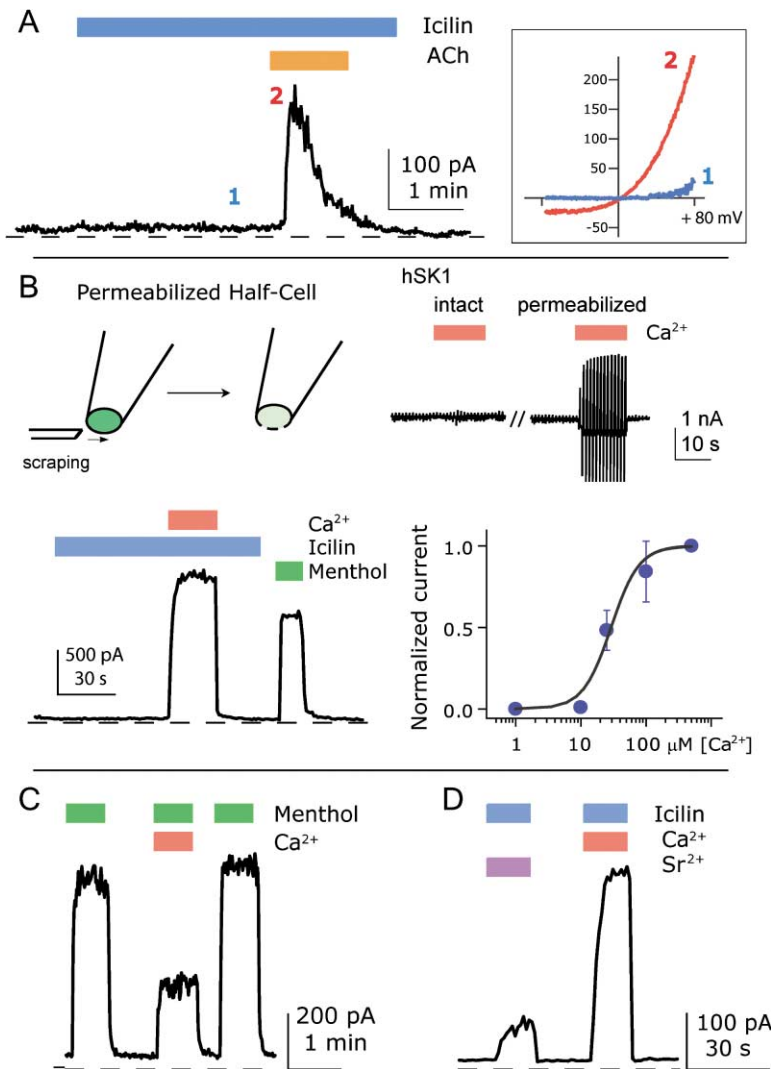 A
Icilin
ACh
2
1
100 pA
1 min
200
150
100
50
-50
2
1
+ 80 mV
B
Permeabilized Half-Cell
scraping
hSK1
intact
permeabilized
Ca²⁺
//
1 nA
10 s
Ca²⁺
Icilin
Menthol
500 pA
30 s
Normalized current
1.0
0.5
0.0
1
10
100 μM [Ca²⁺]
C
Menthol
Ca²⁺
200 pA
1 min
D
Icilin
Ca²⁺
Sr²⁺
100 pA
30 s